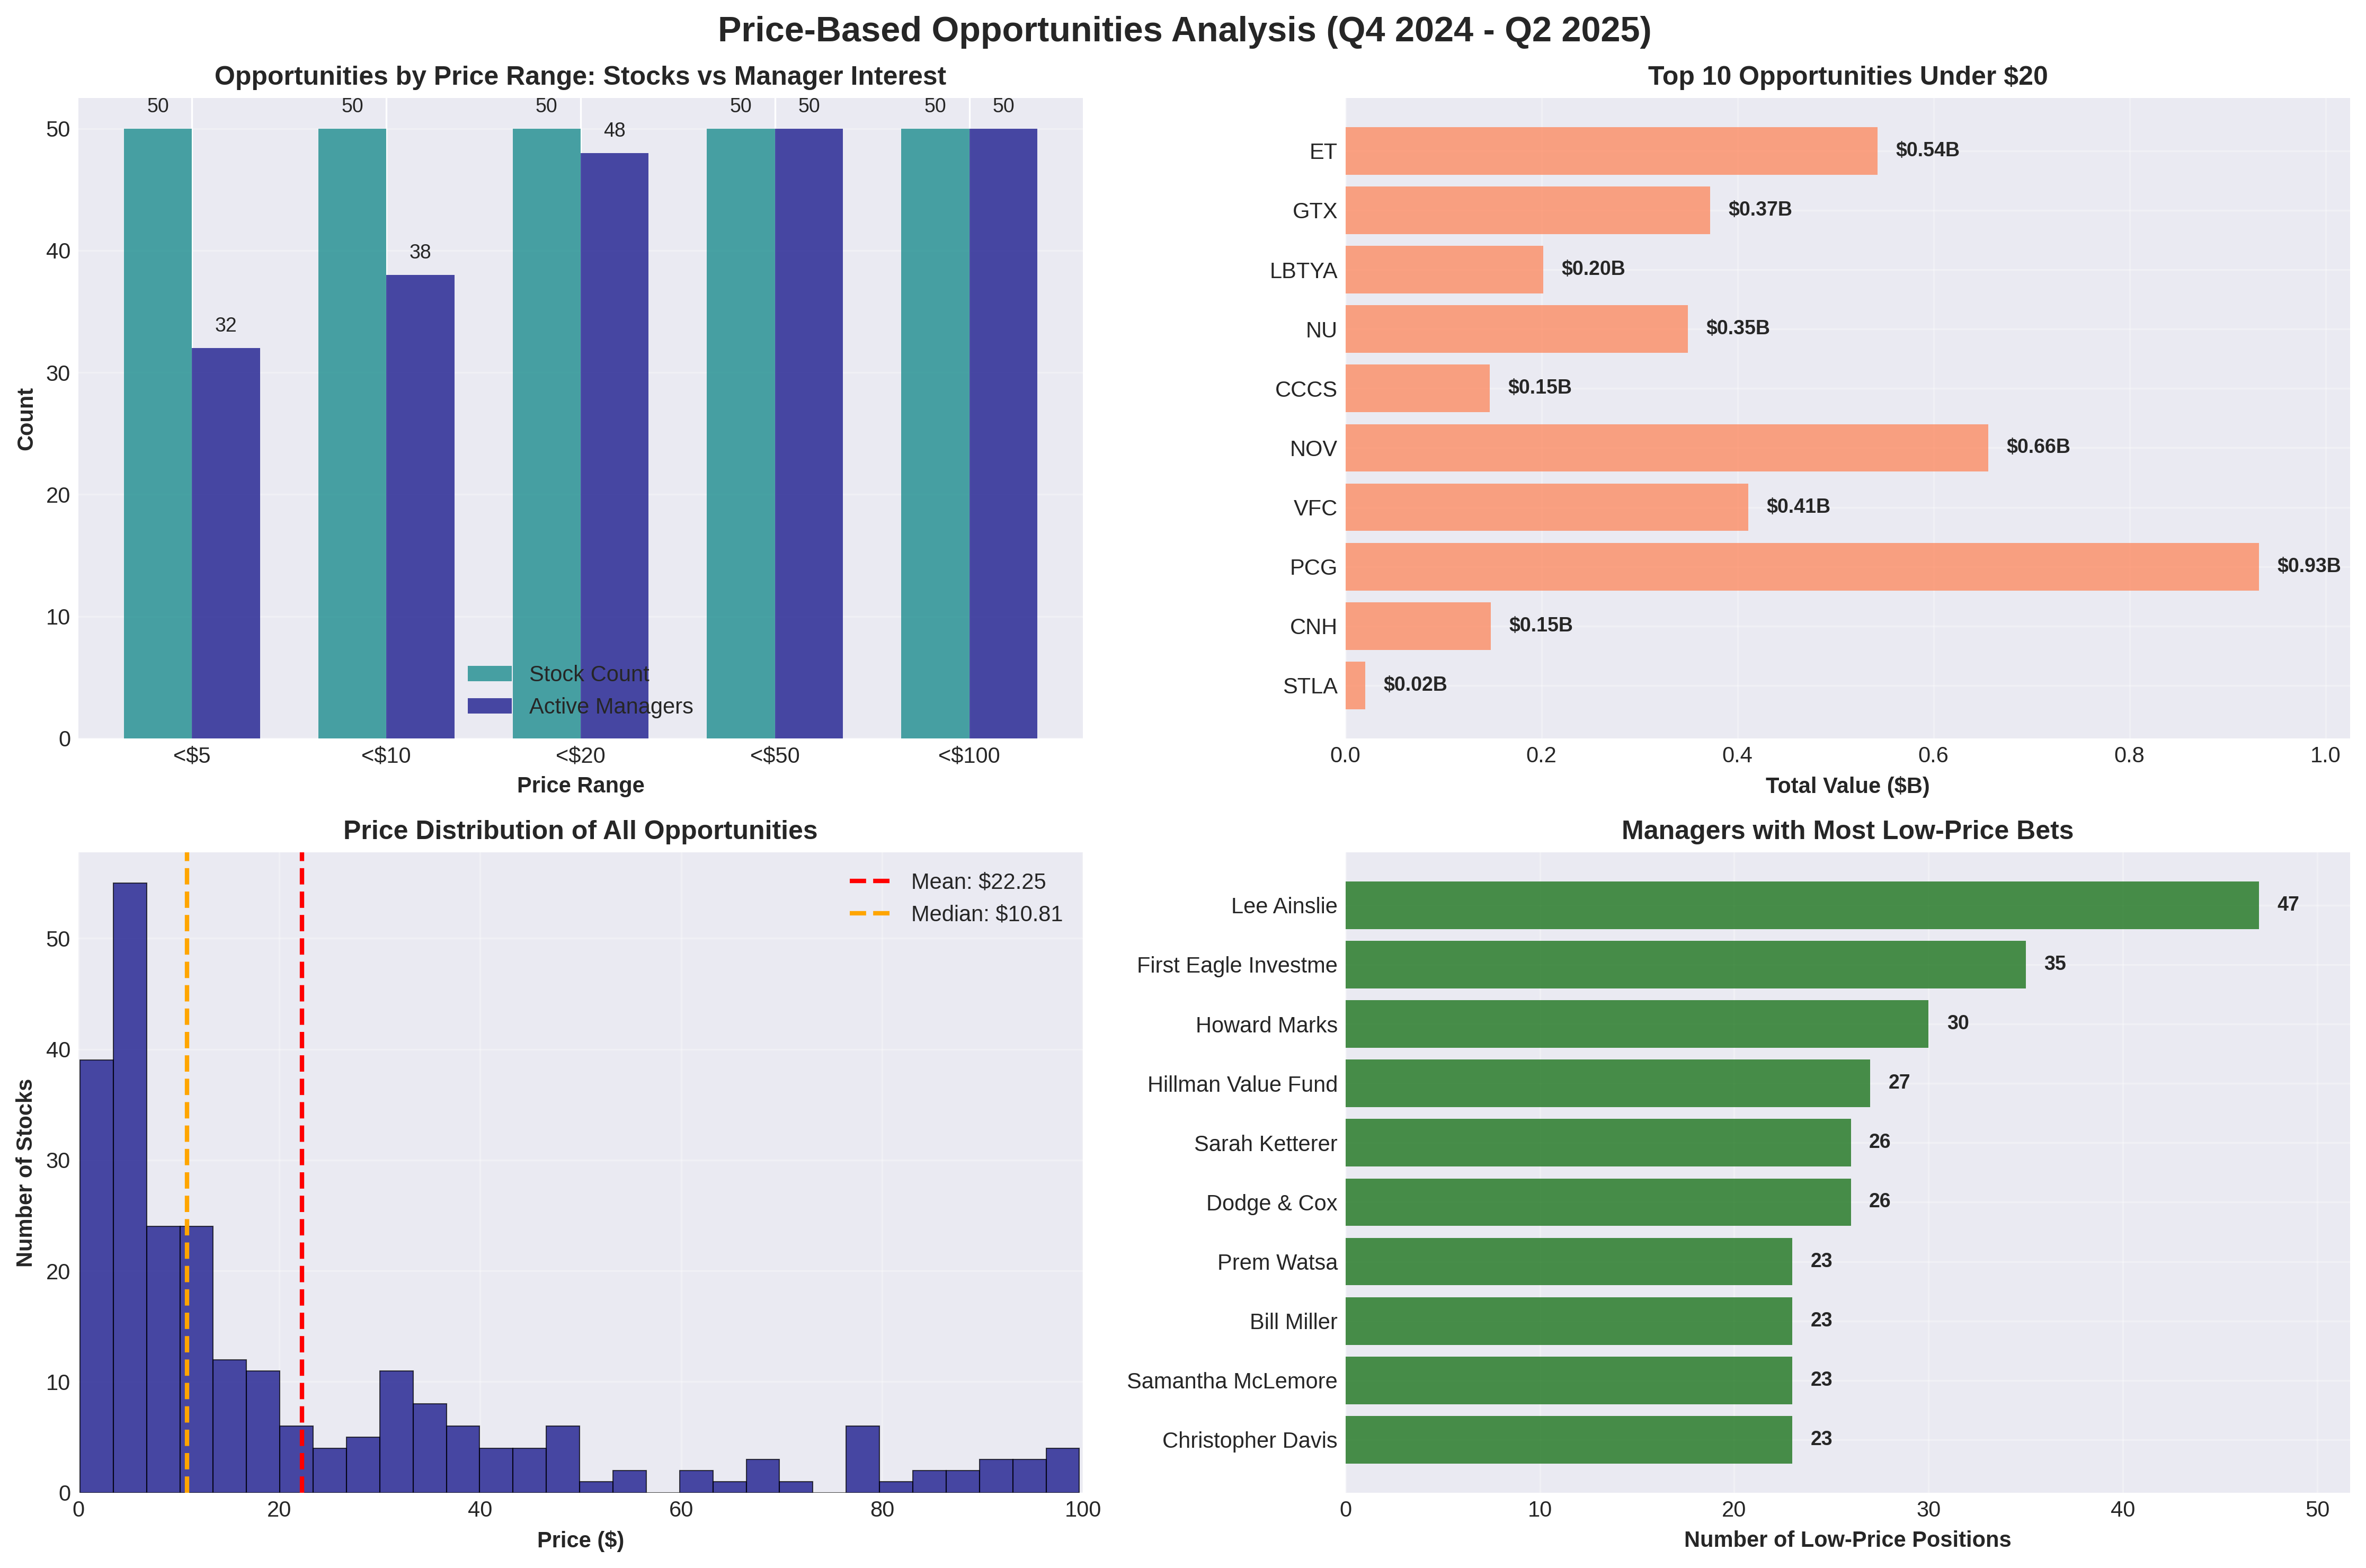 Price-Based Opportunities Analysis (Q4 2024 - Q2 2025)
Opportunities by Price Range: Stocks vs Manager Interest
50 50 50 50 50 50 50
48
38
32
50
40
30
20
10
0
Count
Stock Count
Active Managers
<$5 <$10 <$20 <$50 <$100
Price Range
Top 10 Opportunities Under $20
ET $0.54B
GTX $0.37B
LBTYA $0.20B
NU $0.35B
CCCS $0.15B
NOV $0.66B
VFC $0.41B
PCG $0.93B
CNH $0.15B
STLA $0.02B
0.0 0.2 0.4 0.6 0.8 1.0
Total Value ($B)
Price Distribution of All Opportunities
Mean: $22.25
Median: $10.81
50
40
30
20
10
0
Number of Stocks
0 20 40 60 80 100
Price ($)
Managers with Most Low-Price Bets
Lee Ainslie 47
First Eagle Investme 35
Howard Marks 30
Hillman Value Fund 27
Sarah Ketterer 26
Dodge & Cox 26
Prem Watsa 23
Bill Miller 23
Samantha McLemore 23
Christopher Davis 23
0 10 20 30 40 50
Number of Low-Price Positions